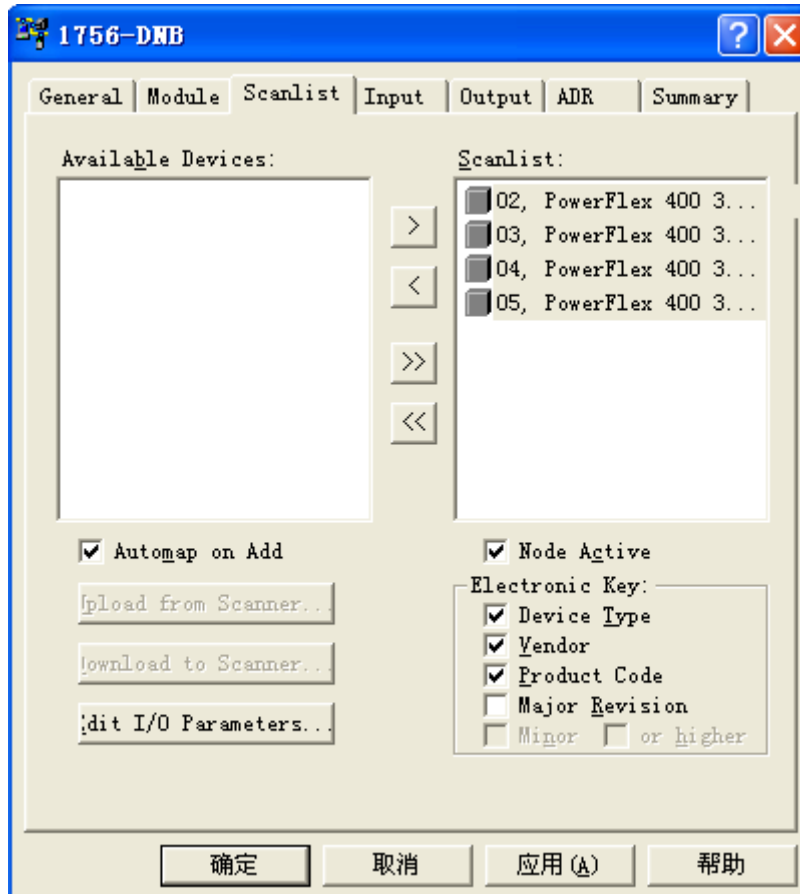 1756-DNB
General Module Scanlist Input Output ADR Summary
Available Devices:
Scanlist:
>
<
>>
<<
02, PowerFlex 400 3...
03, PowerFlex 400 3...
04, PowerFlex 400 3...
05, PowerFlex 400 3...
Automap on Add
Upload from Scanner...
Download to Scanner...
Edit I/O Parameters...
Node Active
Electronic Key:
Device Type
Vendor
Product Code
Major Revision
Minor or higher
确定 取消 应用(A) 帮助